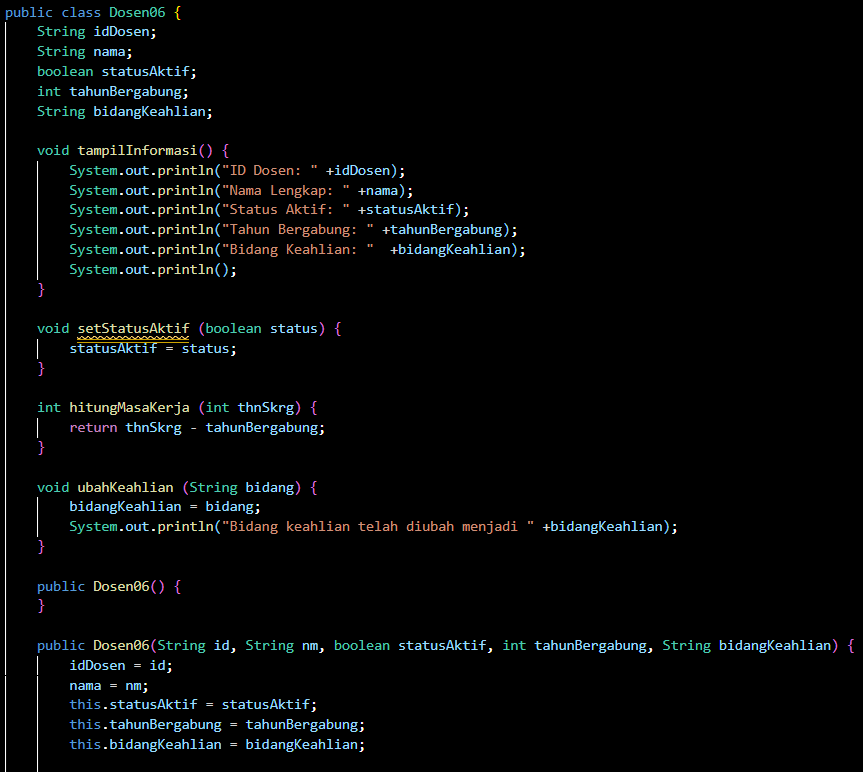 public class Dosen06 {
    String idDosen;
    String nama;
    boolean statusAktif;
    int tahunBergabung;
    String bidangKeahlian;

    void tampilInformasi() {
        System.out.println("ID Dosen: " +idDosen);
        System.out.println("Nama Lengkap: " +nama);
        System.out.println("Status Aktif: " +statusAktif);
        System.out.println("Tahun Bergabung: " +tahunBergabung);
        System.out.println("Bidang Keahlian: "  +bidangKeahlian);
        System.out.println();
    }

    void setStatusAktif (boolean status) {
        statusAktif = status;
    }

    int hitungMasaKerja (int thnSkrg) {
        return thnSkrg - tahunBergabung;
    }

    void ubahKeahlian (String bidang) {
        bidangKeahlian = bidang;
        System.out.println("Bidang keahlian telah diubah menjadi " +bidangKeahlian);
    }

    public Dosen06() {
    }

    public Dosen06(String id, String nm, boolean statusAktif, int tahunBergabung, String bidangKeahlian) {
        idDosen = id;
        nama = nm;
        this.statusAktif = statusAktif;
        this.tahunBergabung = tahunBergabung;
        this.bidangKeahlian = bidangKeahlian;